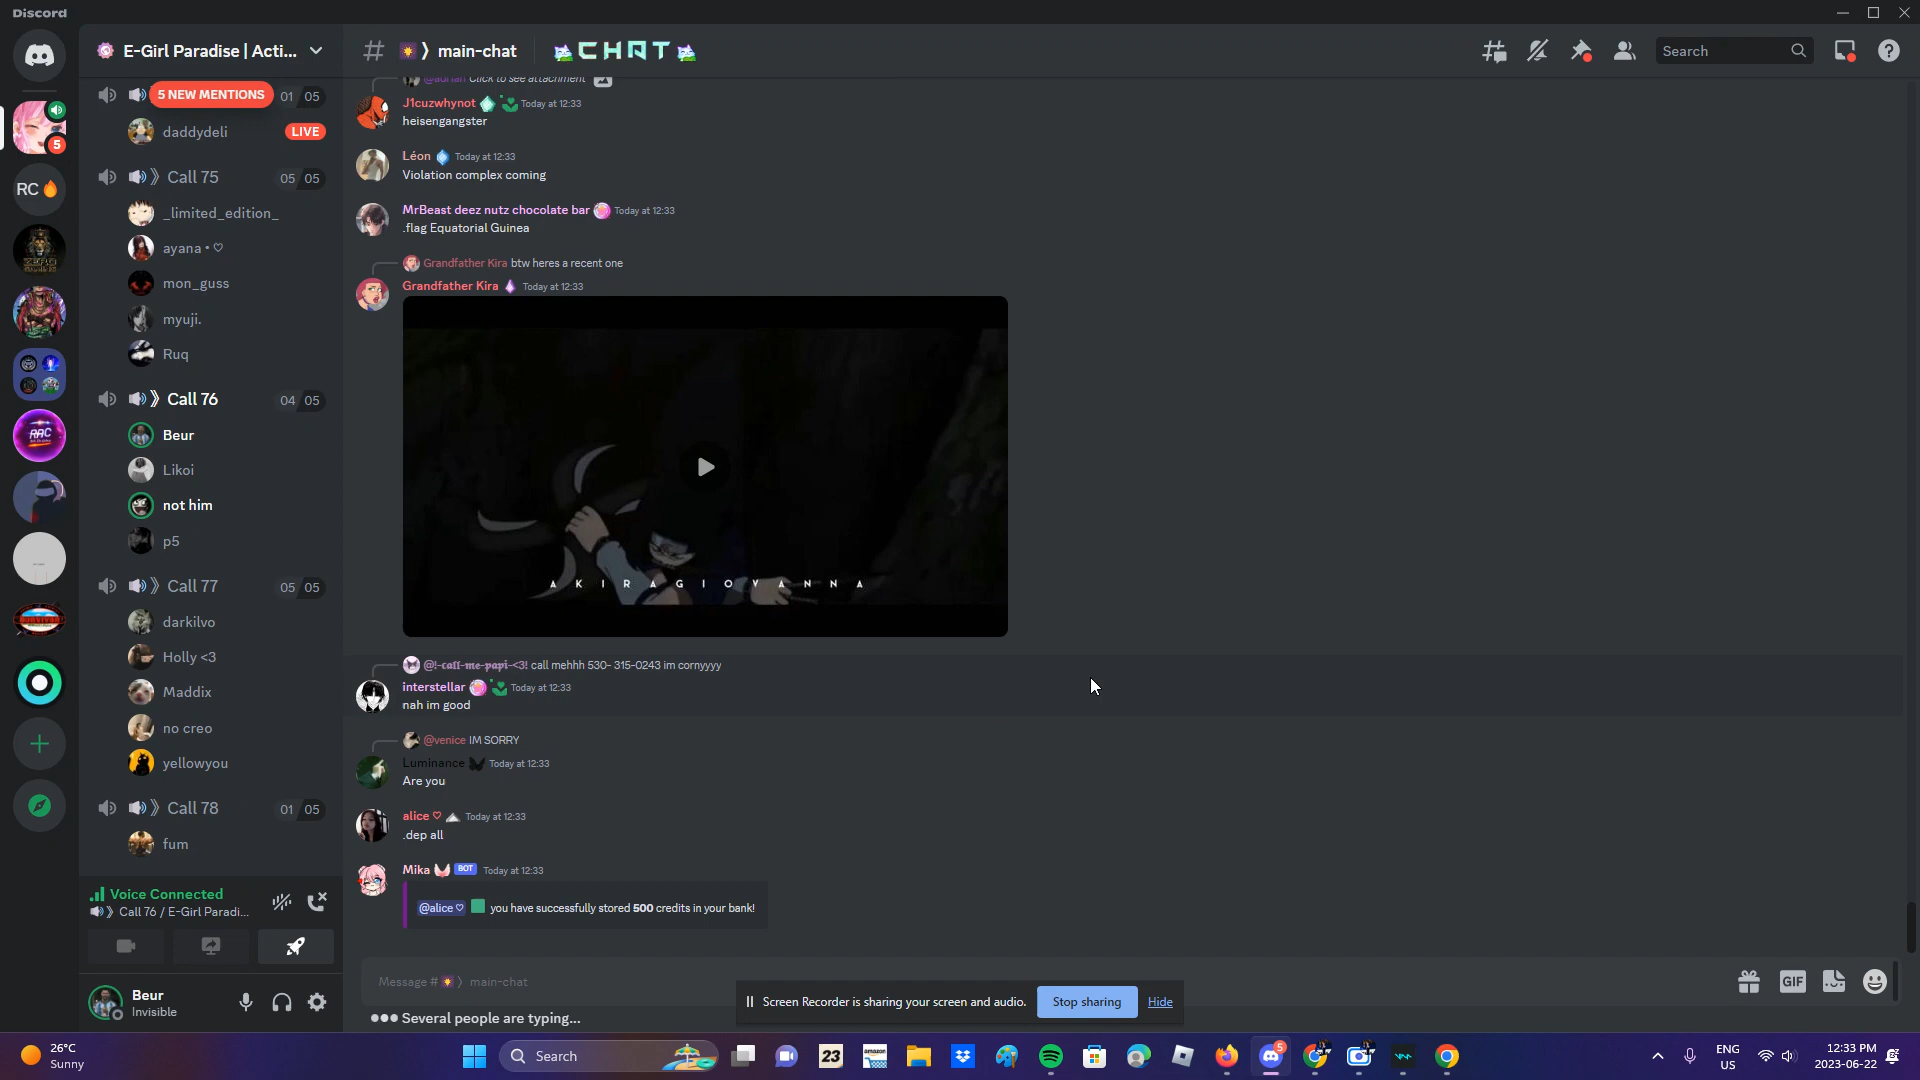 Discord
E-Girl Paradise | Acti...
main-chat
CHAT
Search
5 NEW MENTIONS
01 05
daddydeli
LIVE
Call 75
05 05
_limited_edition_
ayana • ♡
mon_guss
myuji.
Ruq
Call 76
04 05
Beur
Likoi
not him
p5
Call 77
05 05
darkilvo
Holly <3
Maddix
no creo
yellowyou
Call 78
01 05
fum
Voice Connected
Call 76 / E-Girl Paradi...
Beur
Invisible
RC
5
@adrian Click to see attachment
J1cuzwhynot Today at 12:33
heisengangster
Léon Today at 12:33
Violation complex coming
MrBeast deez nutz chocolate bar Today at 12:33
.flag Equatorial Guinea
Grandfather Kira btw heres a recent one
Grandfather Kira Today at 12:33
A K I R A G I O V A N N A
@!-call-me-papi-<3! call mehhh 530- 315-0243 im cornyyyy
interstellar Today at 12:33
nah im good
@venice IM SORRY
Luminance Today at 12:33
Are you
alice ♡ Today at 12:33
.dep all
Mika BOT Today at 12:33
@alice ♡ you have successfully stored 500 credits in your bank!
Message # main-chat
GIF
Several people are typing...
Screen Recorder is sharing your screen and audio.
Stop sharing
Hide
26°C
Sunny
Search
23
amazon
5
ENG
US
12:33 PM
2023-06-22